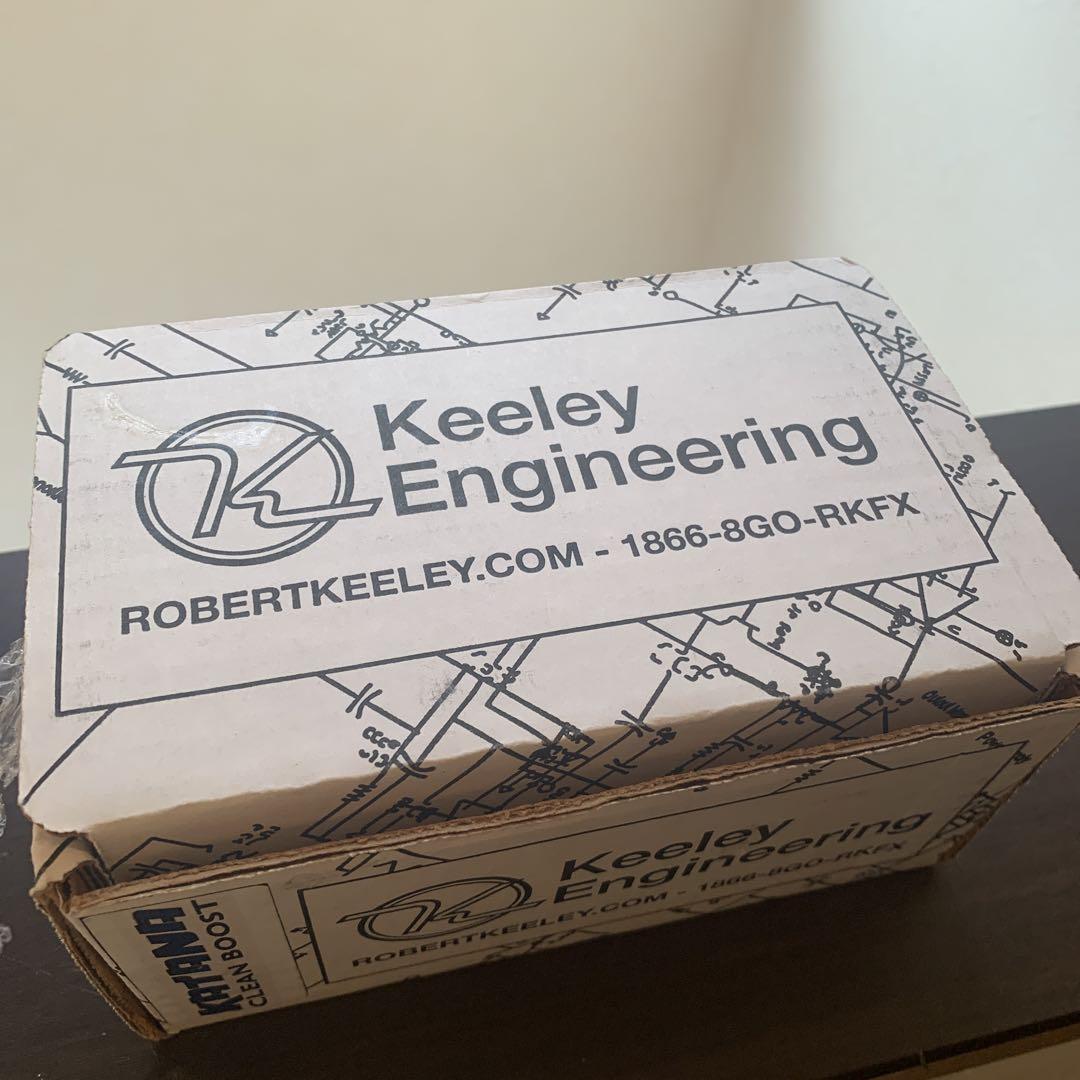 Keeley
Engineering
ROBERTKEELEY.COM - 1866-8GO-RKFX
Keeley
Engineering
ROBERTKEELEY.COM - 1866-8GO-RKFX
KATANA
CLEAN BOOST